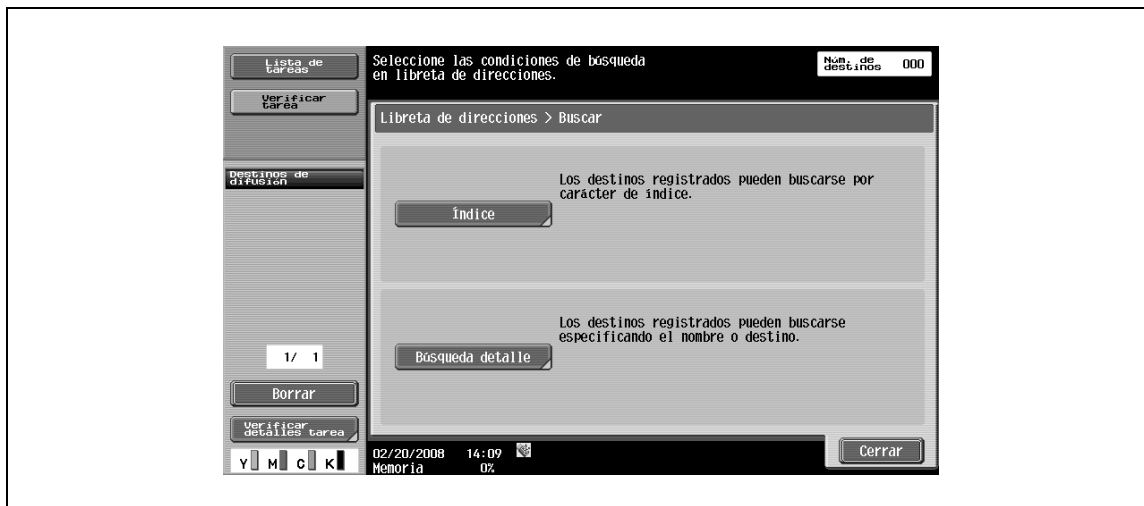 Lista de
tareas
Verificar
tarea
Destinos de
difusión
1/ 1
Borrar
Verificar
detalles tarea
Y M C K
Seleccione las condiciones de búsqueda
en libreta de direcciones.
Núm. de
destinos 000
Libreta de direcciones > Buscar
Índice
Los destinos registrados pueden buscarse por
carácter de índice.
Búsqueda detalle
Los destinos registrados pueden buscarse
especificando el nombre o destino.
02/20/2008 14:09
Memoria 0%
Cerrar